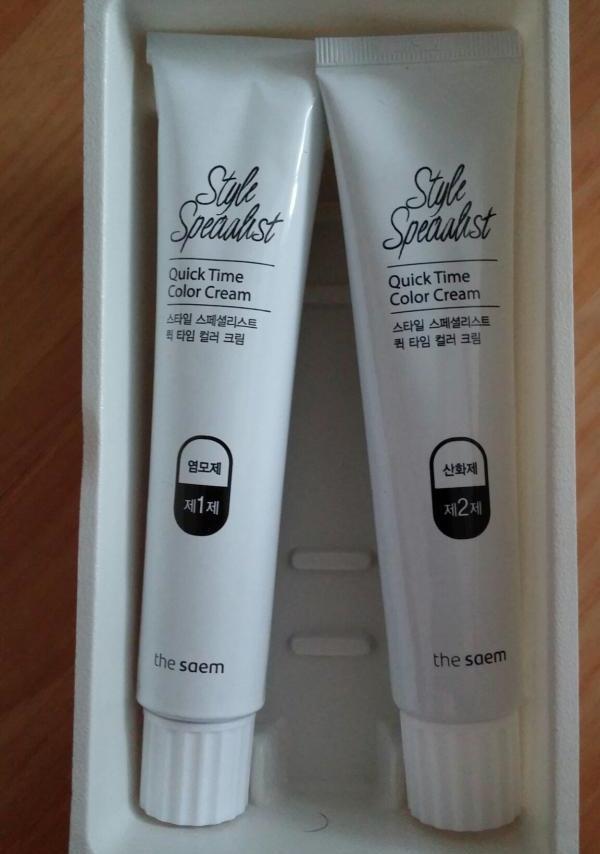 Style
Specialist
Quick Time
Color Cream
스타일 스페셜리스트
퀵 타임 컬러 크림
염모제
제1제
the saem
Style
Specialist
Quick Time
Color Cream
스타일 스페셜리스트
퀵 타임 컬러 크림
산화제
제2제
the saem